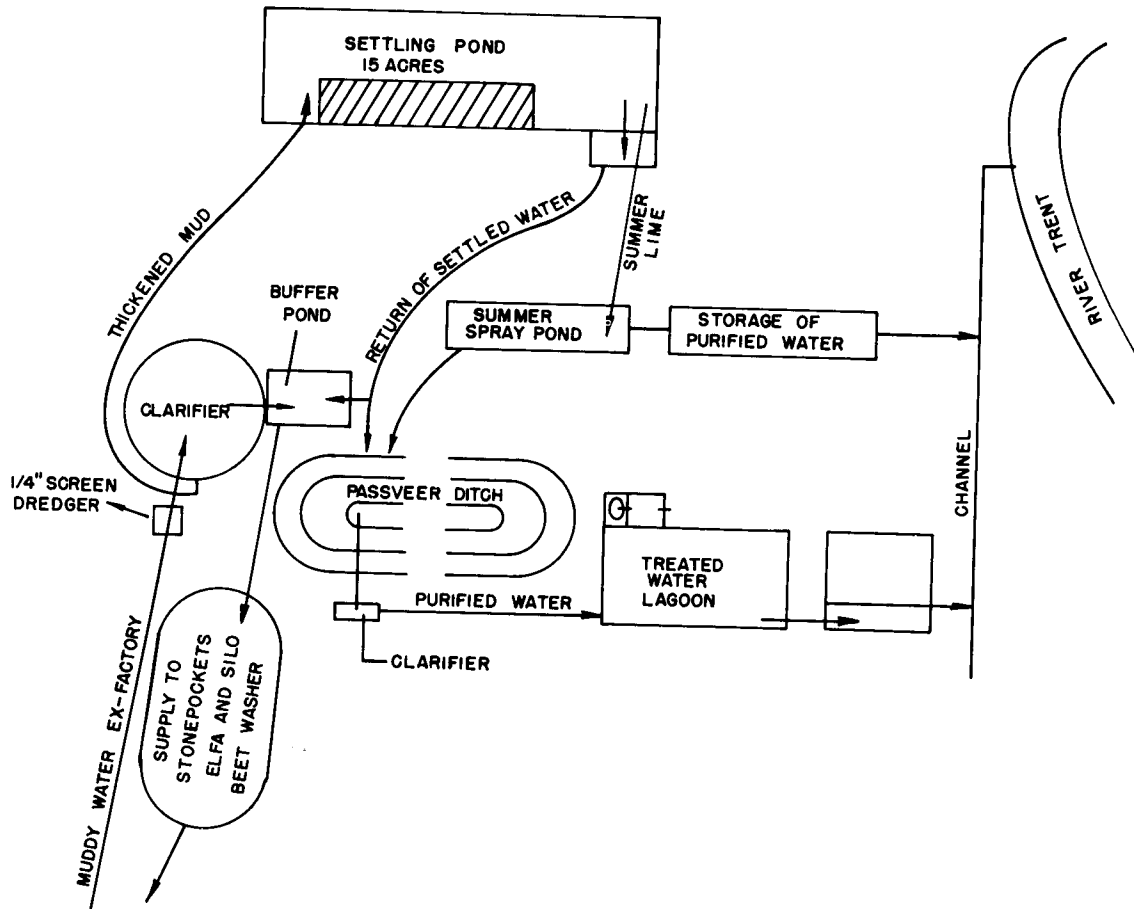 SETTLING POND
15 ACRES
THICKENED MUD
RETURN OF SETTLED WATER
SUMMER
LIME
RIVER TRENT
BUFFER
POND
SUMMER
SPRAY POND
STORAGE OF
PURIFIED WATER
CLARIFIER
1/4" SCREEN
DREDGER
PASVEER DITCH
CHANNEL
TREATED
WATER
LAGOON
PURIFIED WATER
CLARIFIER
MUDDY WATER EX-FACTORY
SUPPLY TO
STONEPOCKETS
ELFA AND SILO
BEET WASHER